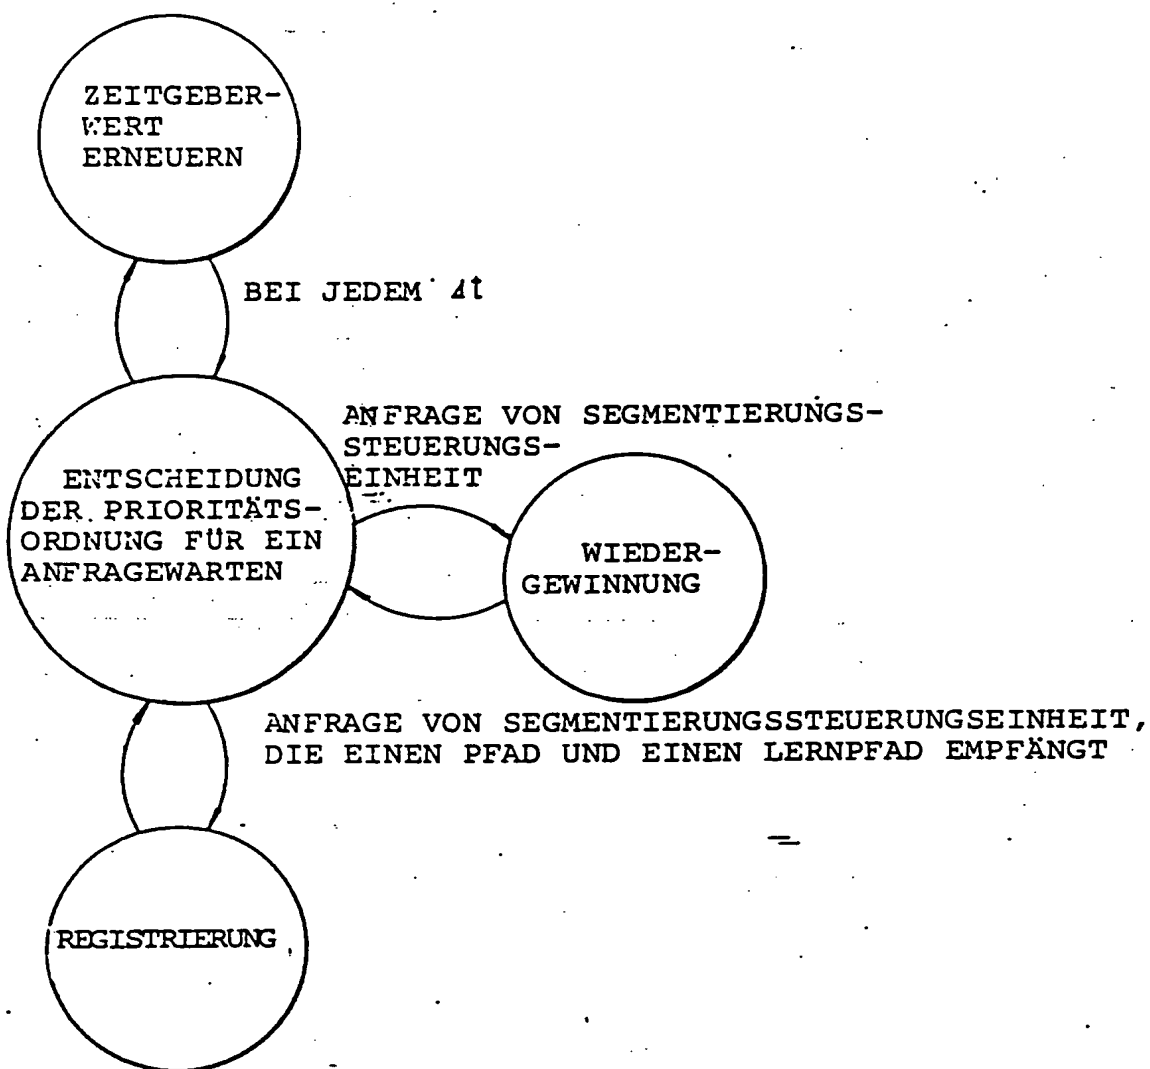 ZEITGEBER-
WERT
ERNEUERN
BEI JEDEM Δt
ANFRAGE VON SEGMENTIERUNGS-
STEUERUNGS-
EINHEIT
ENTSCHEIDUNG
DER PRIORITÄTS-
ORDNUNG FÜR EIN
ANFRAGEWARTEN
WIEDER-
GEWINNUNG
ANFRAGE VON SEGMENTIERUNGSSTEUERUNGSEINHEIT,
DIE EINEN PFAD UND EINEN LERNPFAD EMPFÄNGT
REGISTRIERUNG